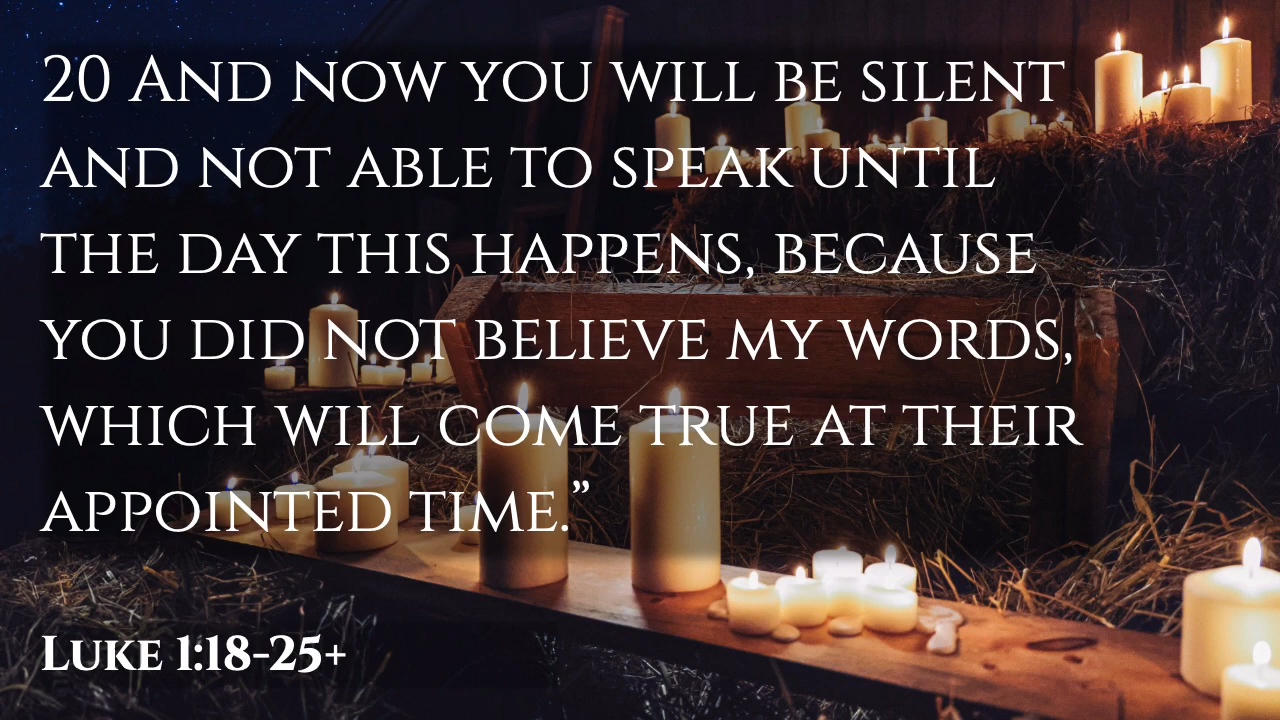 20 And now you will be silent
and not able to speak until
the day this happens, because
you did not believe my words,
which will come true at their
appointed time.”
Luke 1:18-25+